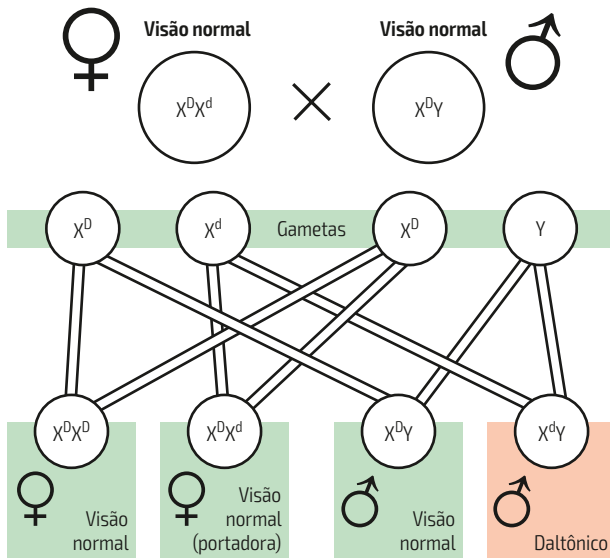 Visão normal
Visão normal
XᴰXᵈ
XᴰY
Xᴰ
Xᵈ
Gametas
Xᴰ
Y
XᴰXᴰ
XᴰXᵈ
XᴰY
XᵈY
Visão
normal
Visão
normal
(portadora)
Visão
normal
Daltônico